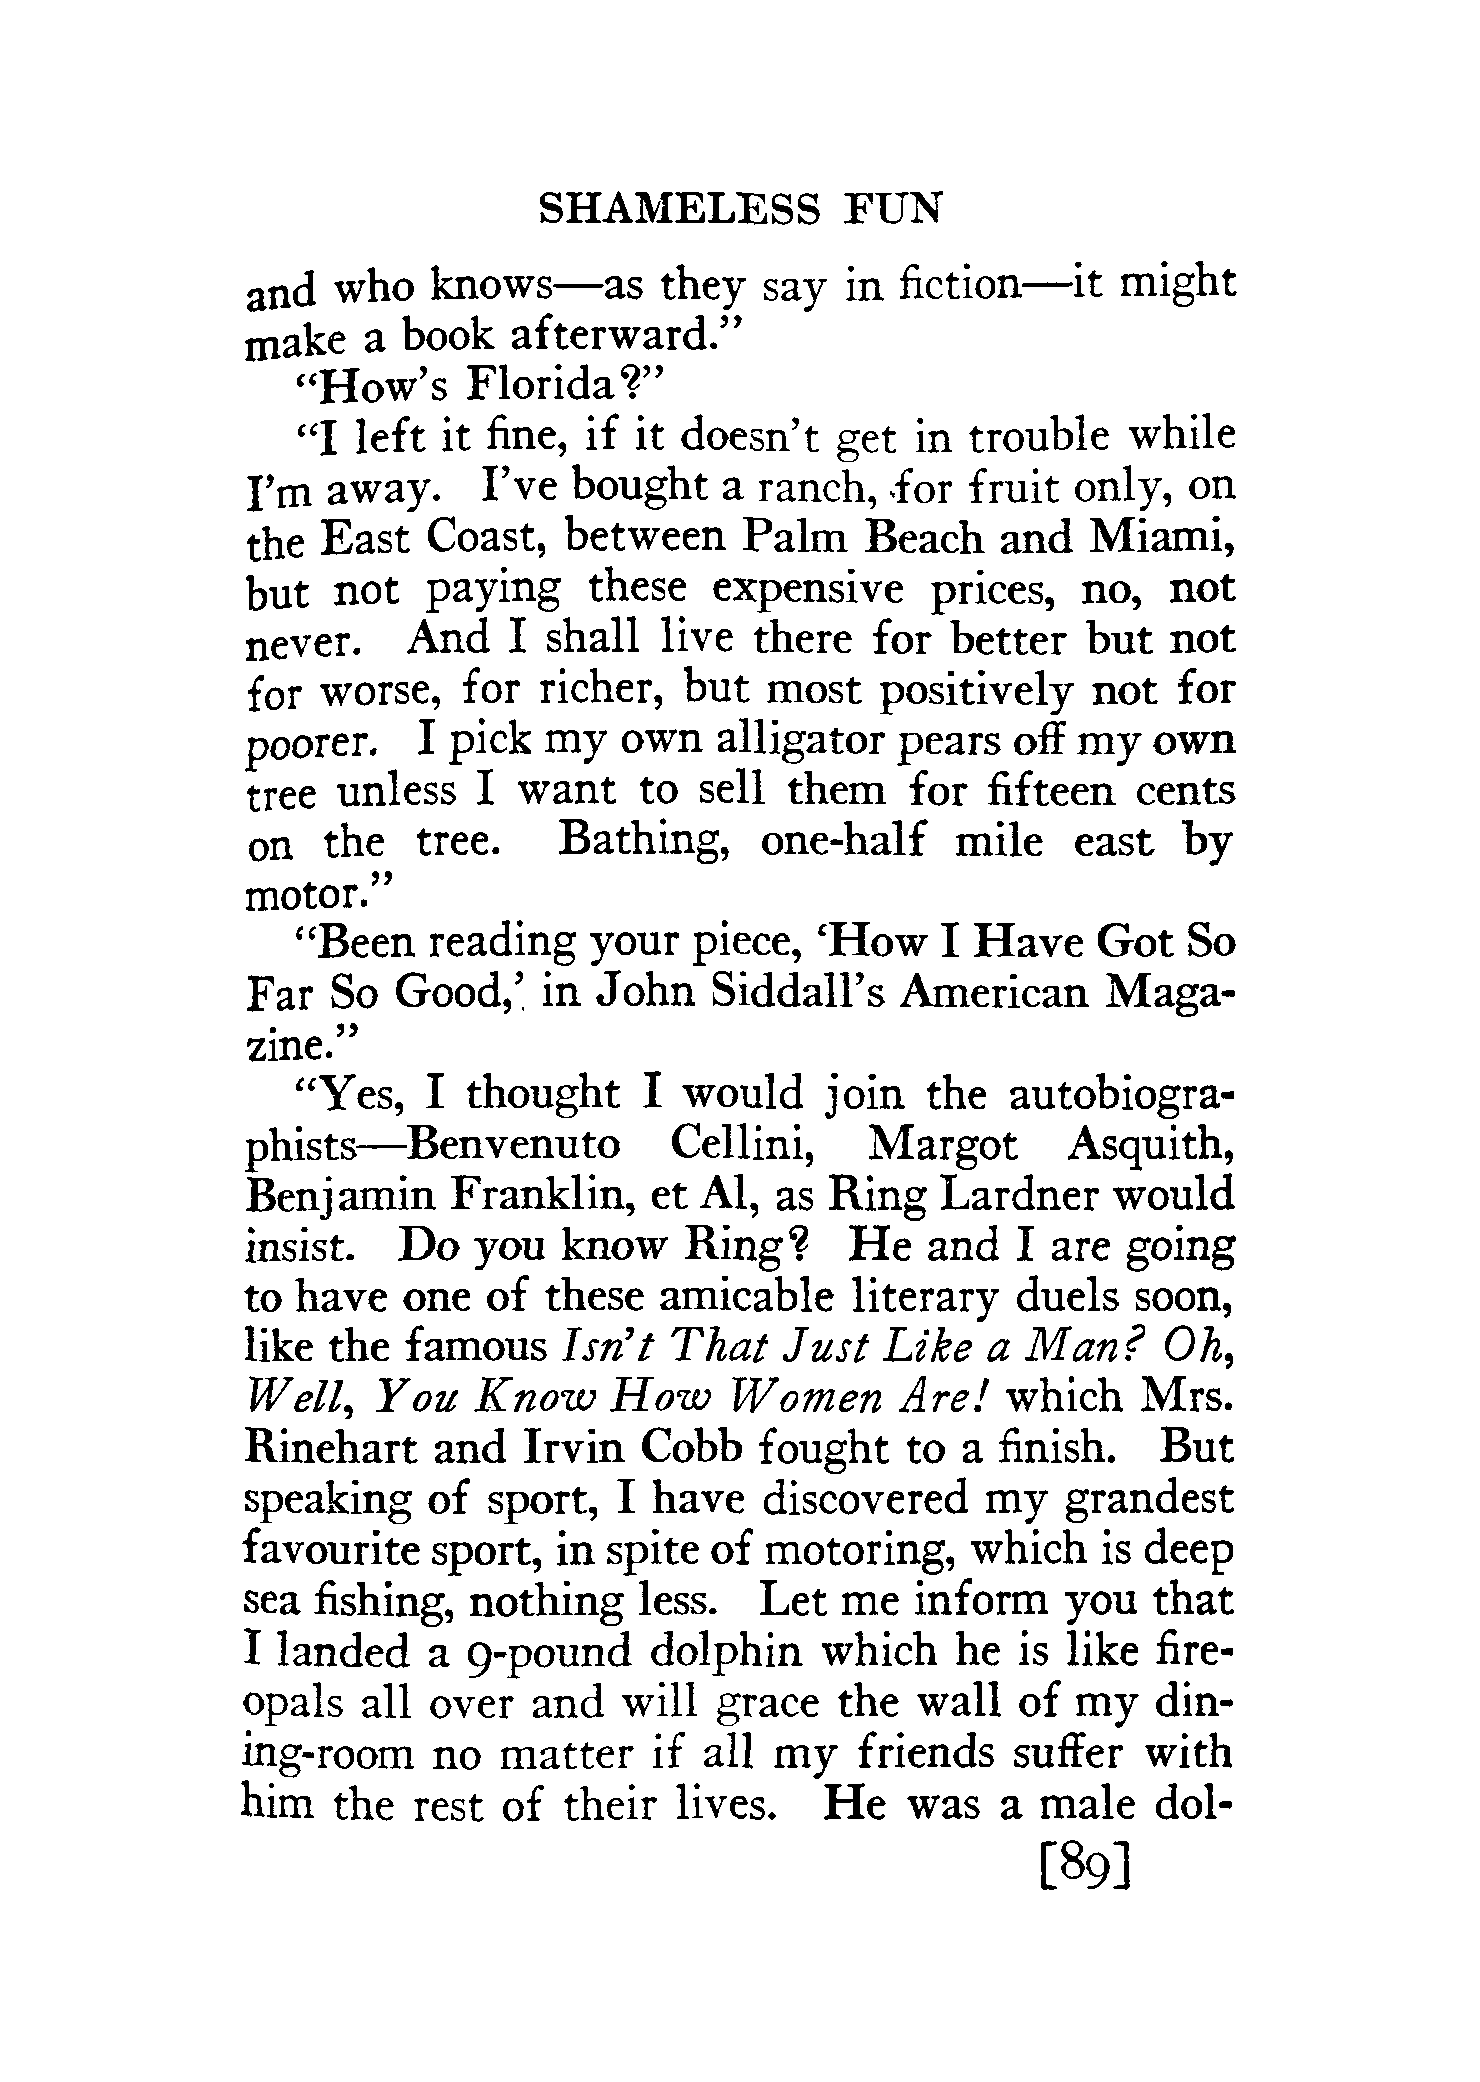 SHAMELESS FUN
and who knows—as they say in fiction—it might
make a book afterward.”
“How’s Florida?”
“I left it fine, if it doesn’t get in trouble while
I’m away. I’ve bought a ranch, for fruit only, on
the East Coast, between Palm Beach and Miami,
but not paying these expensive prices, no, not
never. And I shall live there for better but not
for worse, for richer, but most positively not for
poorer. I pick my own alligator pears off my own
tree unless I want to sell them for fifteen cents
on the tree. Bathing, one-half mile east by
motor.”
“Been reading your piece, ‘How I Have Got So
Far So Good,’ in John Siddall’s American Maga-
zine.”
“Yes, I thought I would join the autobiogra-
phists—Benvenuto Cellini, Margot Asquith,
Benjamin Franklin, et Al, as Ring Lardner would
insist. Do you know Ring? He and I are going
to have one of these amicable literary duels soon,
like the famous Isn’t That Just Like a Man? Oh,
Well, You Know How Women Are! which Mrs.
Rinehart and Irvin Cobb fought to a finish. But
speaking of sport, I have discovered my grandest
favourite sport, in spite of motoring, which is deep
sea fishing, nothing less. Let me inform you that
I landed a 9-pound dolphin which he is like fire-
opals all over and will grace the wall of my din-
ing-room no matter if all my friends suffer with
him the rest of their lives. He was a male dol-
[89]